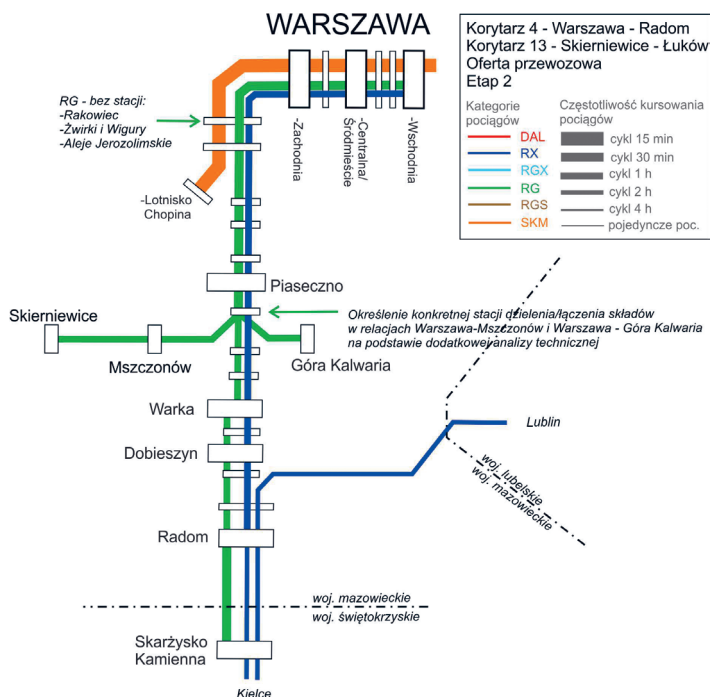 WARSZAWA
Korytarz 4 - Warszawa - Radom
Korytarz 13 - Skierniewice - Łuków
Oferta przewozowa
Etap 2
Kategorie
pociągów
Częstotliwość kursowania
pociągów
DAL
RX
RGX
RG
RGS
SKM
cykl 15 min
cykl 30 min
cykl 1 h
cykl 2 h
cykl 4 h
pojedyncze poc.
RG - bez stacji:
-Rakowiec
-Żwirki i Wigury
-Aleje Jerozolimskie
-Zachodnia
-Centralna/
Śródmieście
-Wschodnia
-Lotnisko
Chopina
Piaseczno
Skierniewice
Mszczonów
Góra Kalwaria
Określenie konkretnej stacji dzielenia/łączenia składów
w relacjach Warszawa-Mszczonów i Warszawa - Góra Kalwaria
na podstawie dodatkowej analizy technicznej
Warka
Lublin
Dobieszyn
woj. lubelskie
woj. mazowieckie
Radom
woj. mazowieckie
woj. świętokrzyskie
Skarżysko
Kamienna
Kielce